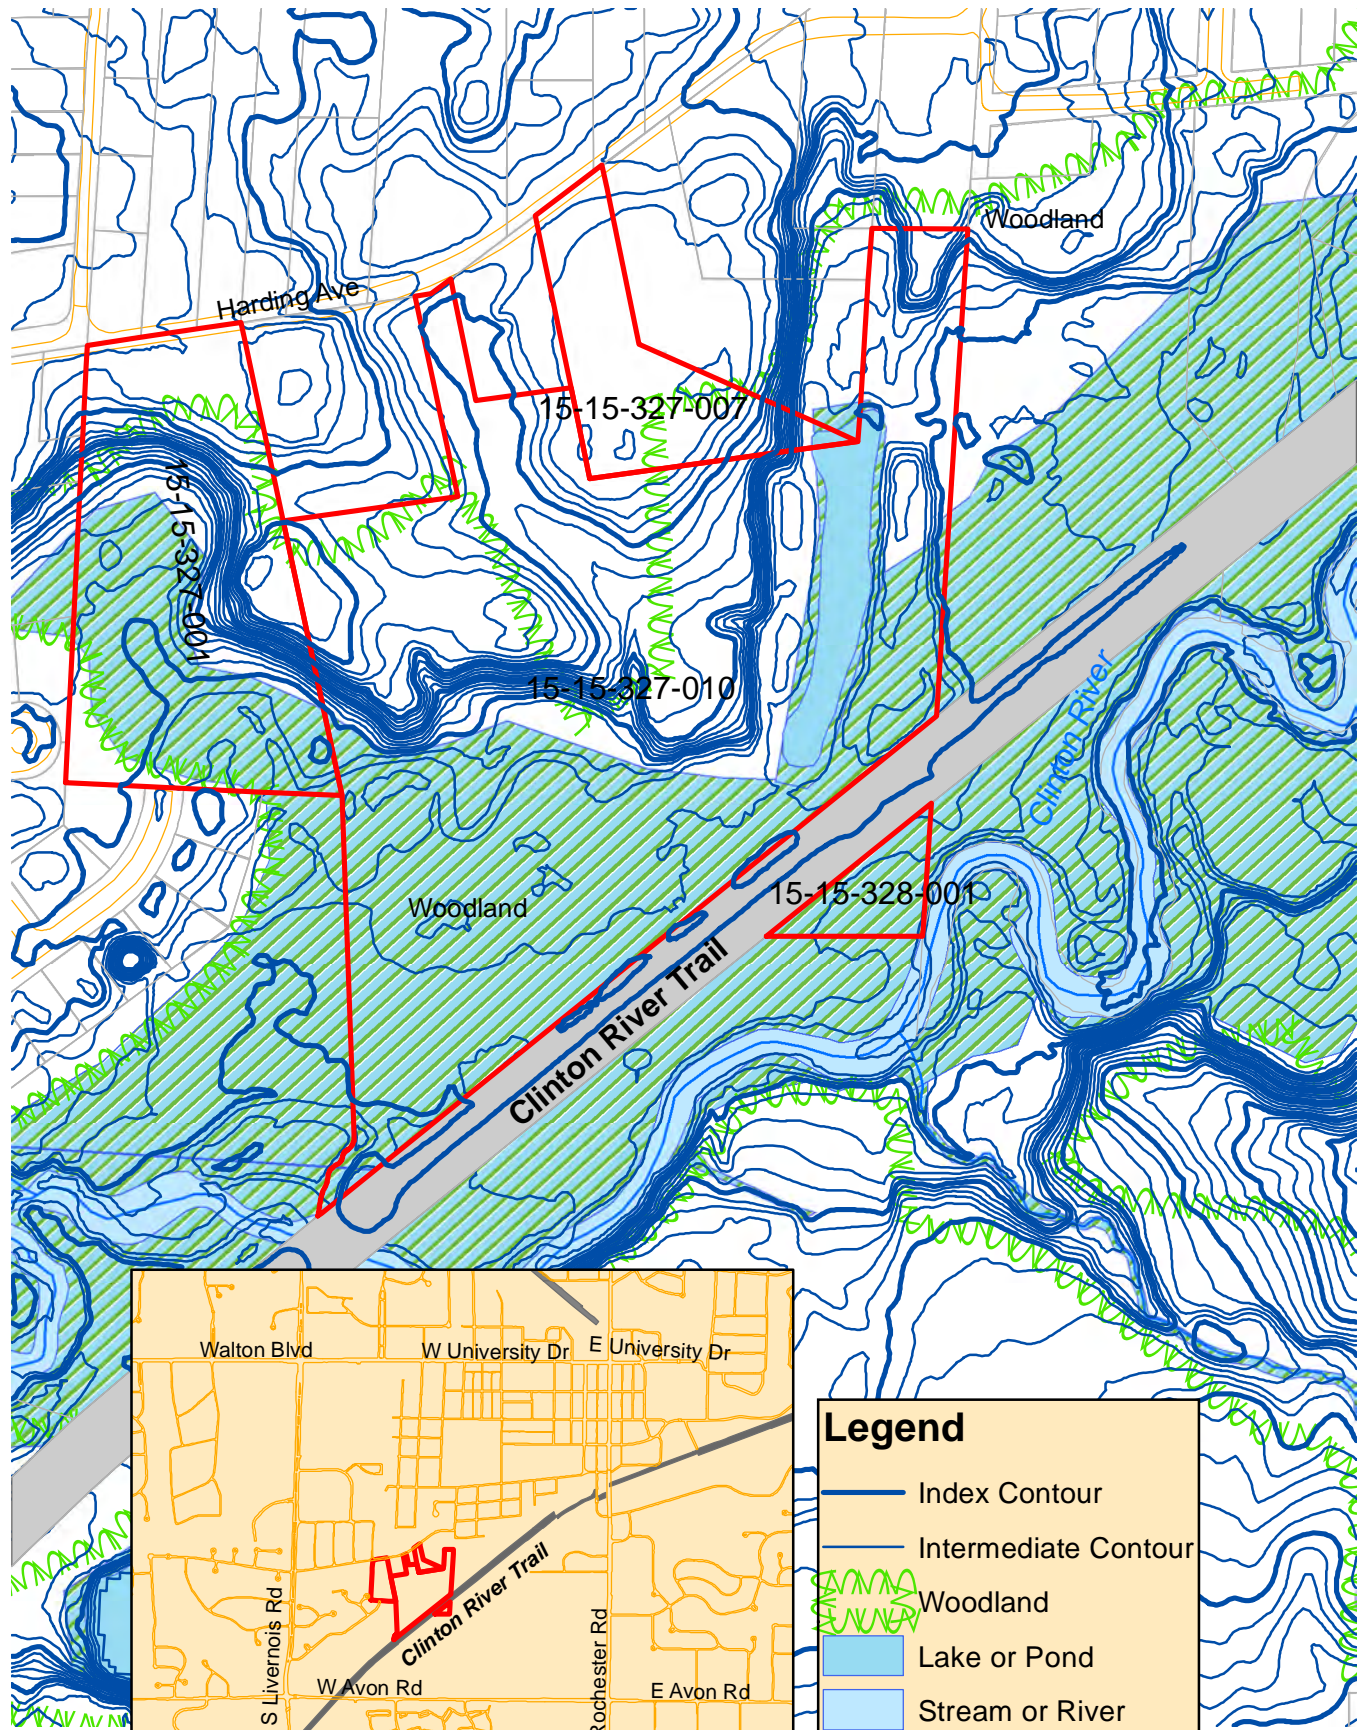 Woodland
Harding Ave
15-15-327-007
15-15-327-001
15-15-327-010
Clinton River
15-15-328-001
Woodland
Clinton River Trail
Walton Blvd
W University Dr
E University Dr
Clinton River Trail
S Livernois Rd
Rochester Rd
W Avon Rd
E Avon Rd
Legend
Index Contour
Intermediate Contour
Woodland
Lake or Pond
Stream or River